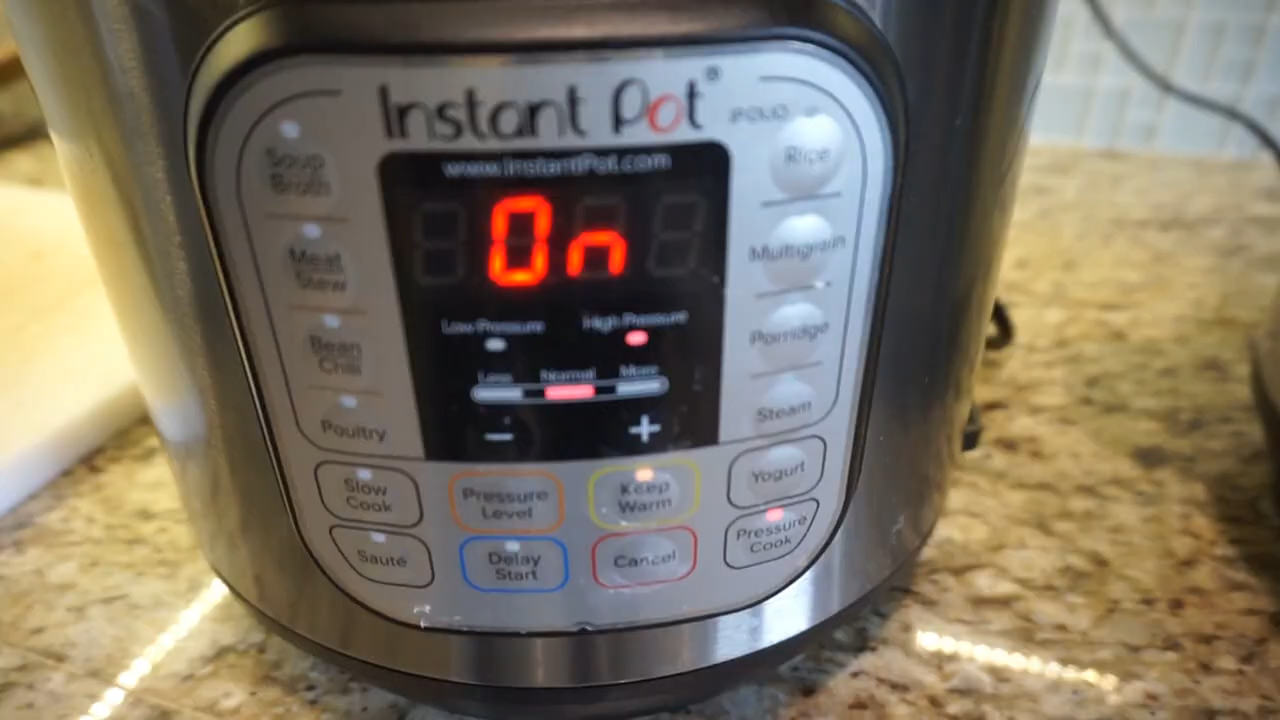 Instant Pot®
www.InstantPot.com
On
Low Pressure
High Pressure
Less
Normal
More
−
+
Soup
Broth
Meat
Stew
Bean
Chili
Poultry
Slow
Cook
Sauté
Pressure
Level
Delay
Start
Keep
Warm
Cancel
Rice
Multigrain
Porridge
Steam
Yogurt
Pressure
Cook